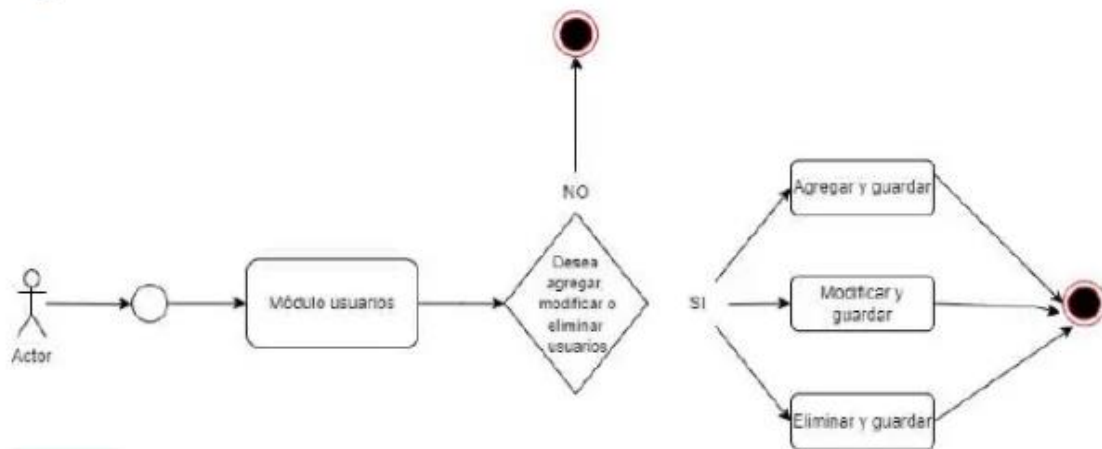 NO
Agregar y guardar
Desea
agregar
modificar o
eliminar
usuarios
Módulo usuarios
SI
Modificar y
guardar
Actor
Eliminar y guardar